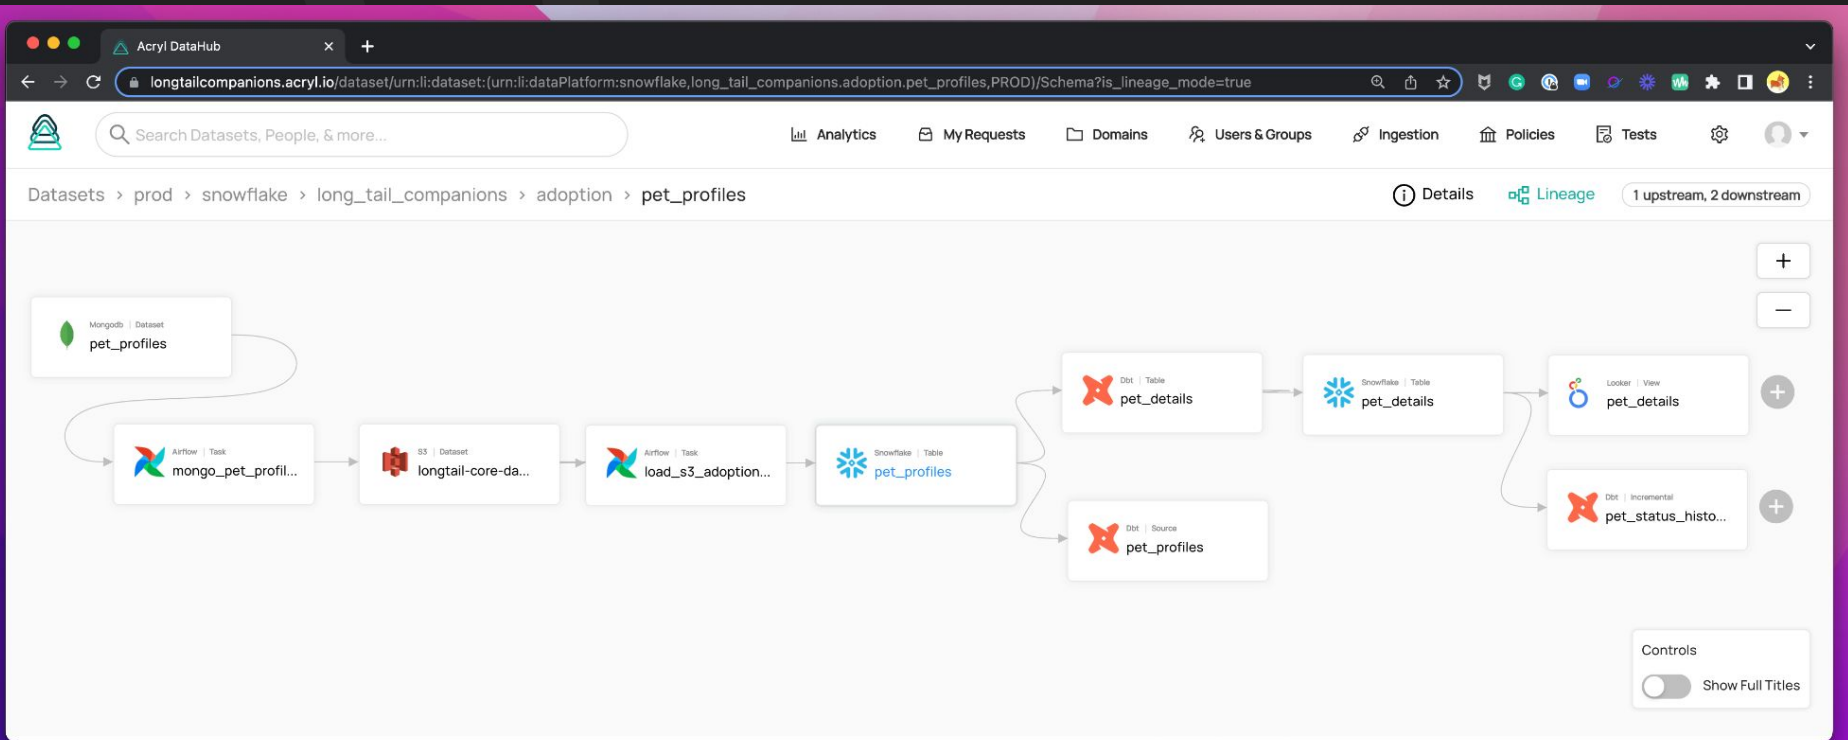 Acryl DataHub
longtailcompanions.acryl.io/dataset/urn:li:dataset:(urn:li:dataPlatform:snowflake,long_tail_companions.adoption.pet_profiles,PROD)/Schema?is_lineage_mode=true
Search Datasets, People, & more...
Analytics
My Requests
Domains
Users & Groups
Ingestion
Policies
Tests
Datasets > prod > snowflake > long_tail_companions > adoption > pet_profiles
Details
Lineage
1 upstream, 2 downstream
Mongodb | Dataset
pet_profiles
Airflow | Task
mongo_pet_profil...
S3 | Dataset
longtail-core-da...
Airflow | Task
load_s3_adoption...
Snowflake | Table
pet_profiles
Dbt | Table
pet_details
Dbt | Source
pet_profiles
Snowflake | Table
pet_details
Looker | View
pet_details
Dbt | Incremental
pet_status_histo...
Controls
Show Full Titles